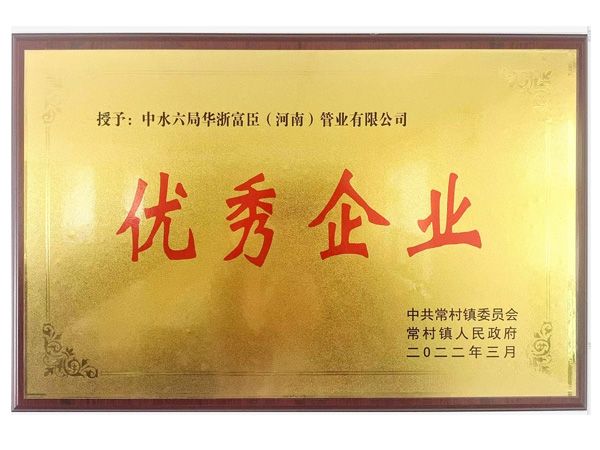 授予：中水六局华浙富臣（河南）管业有限公司
优秀企业
中共常村镇委员会
常村镇人民政府
二〇二二年三月